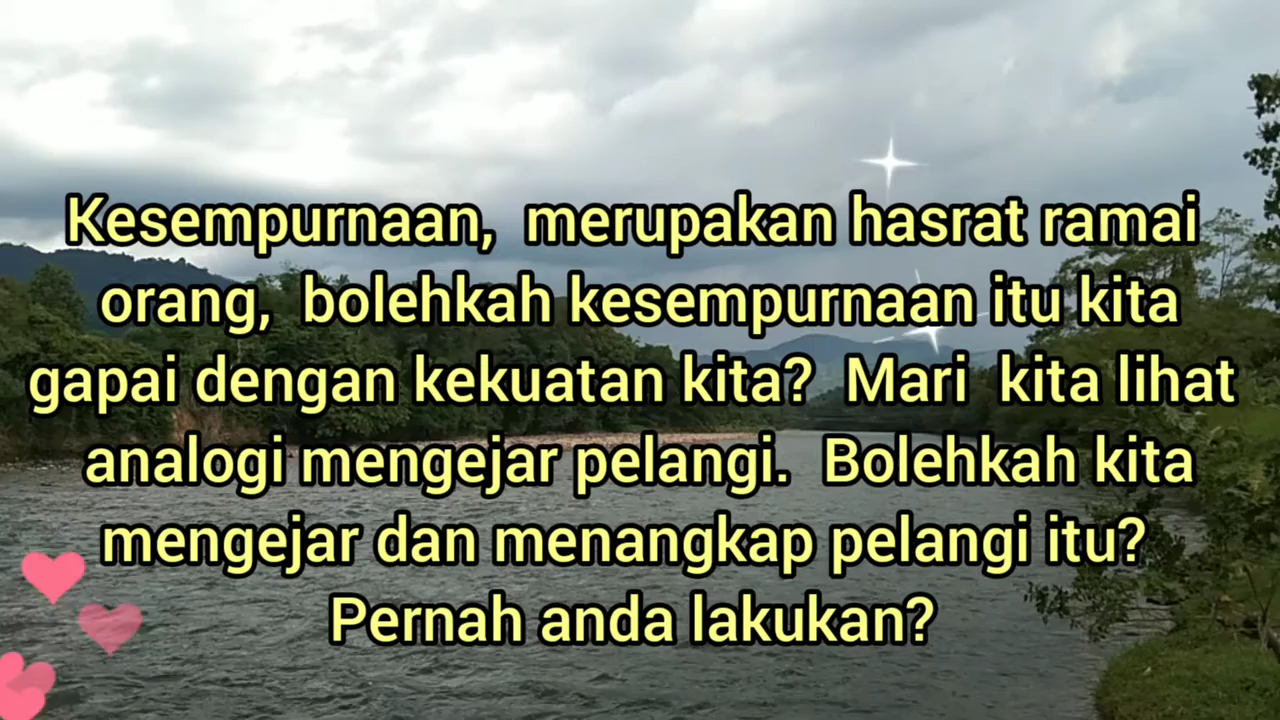 Kesempurnaan, merupakan hasrat ramai
orang, bolehkah kesempurnaan itu kita
gapai dengan kekuatan kita? Mari kita lihat
analogi mengejar pelangi. Bolehkah kita
mengejar dan menangkap pelangi itu?
Pernah anda lakukan?